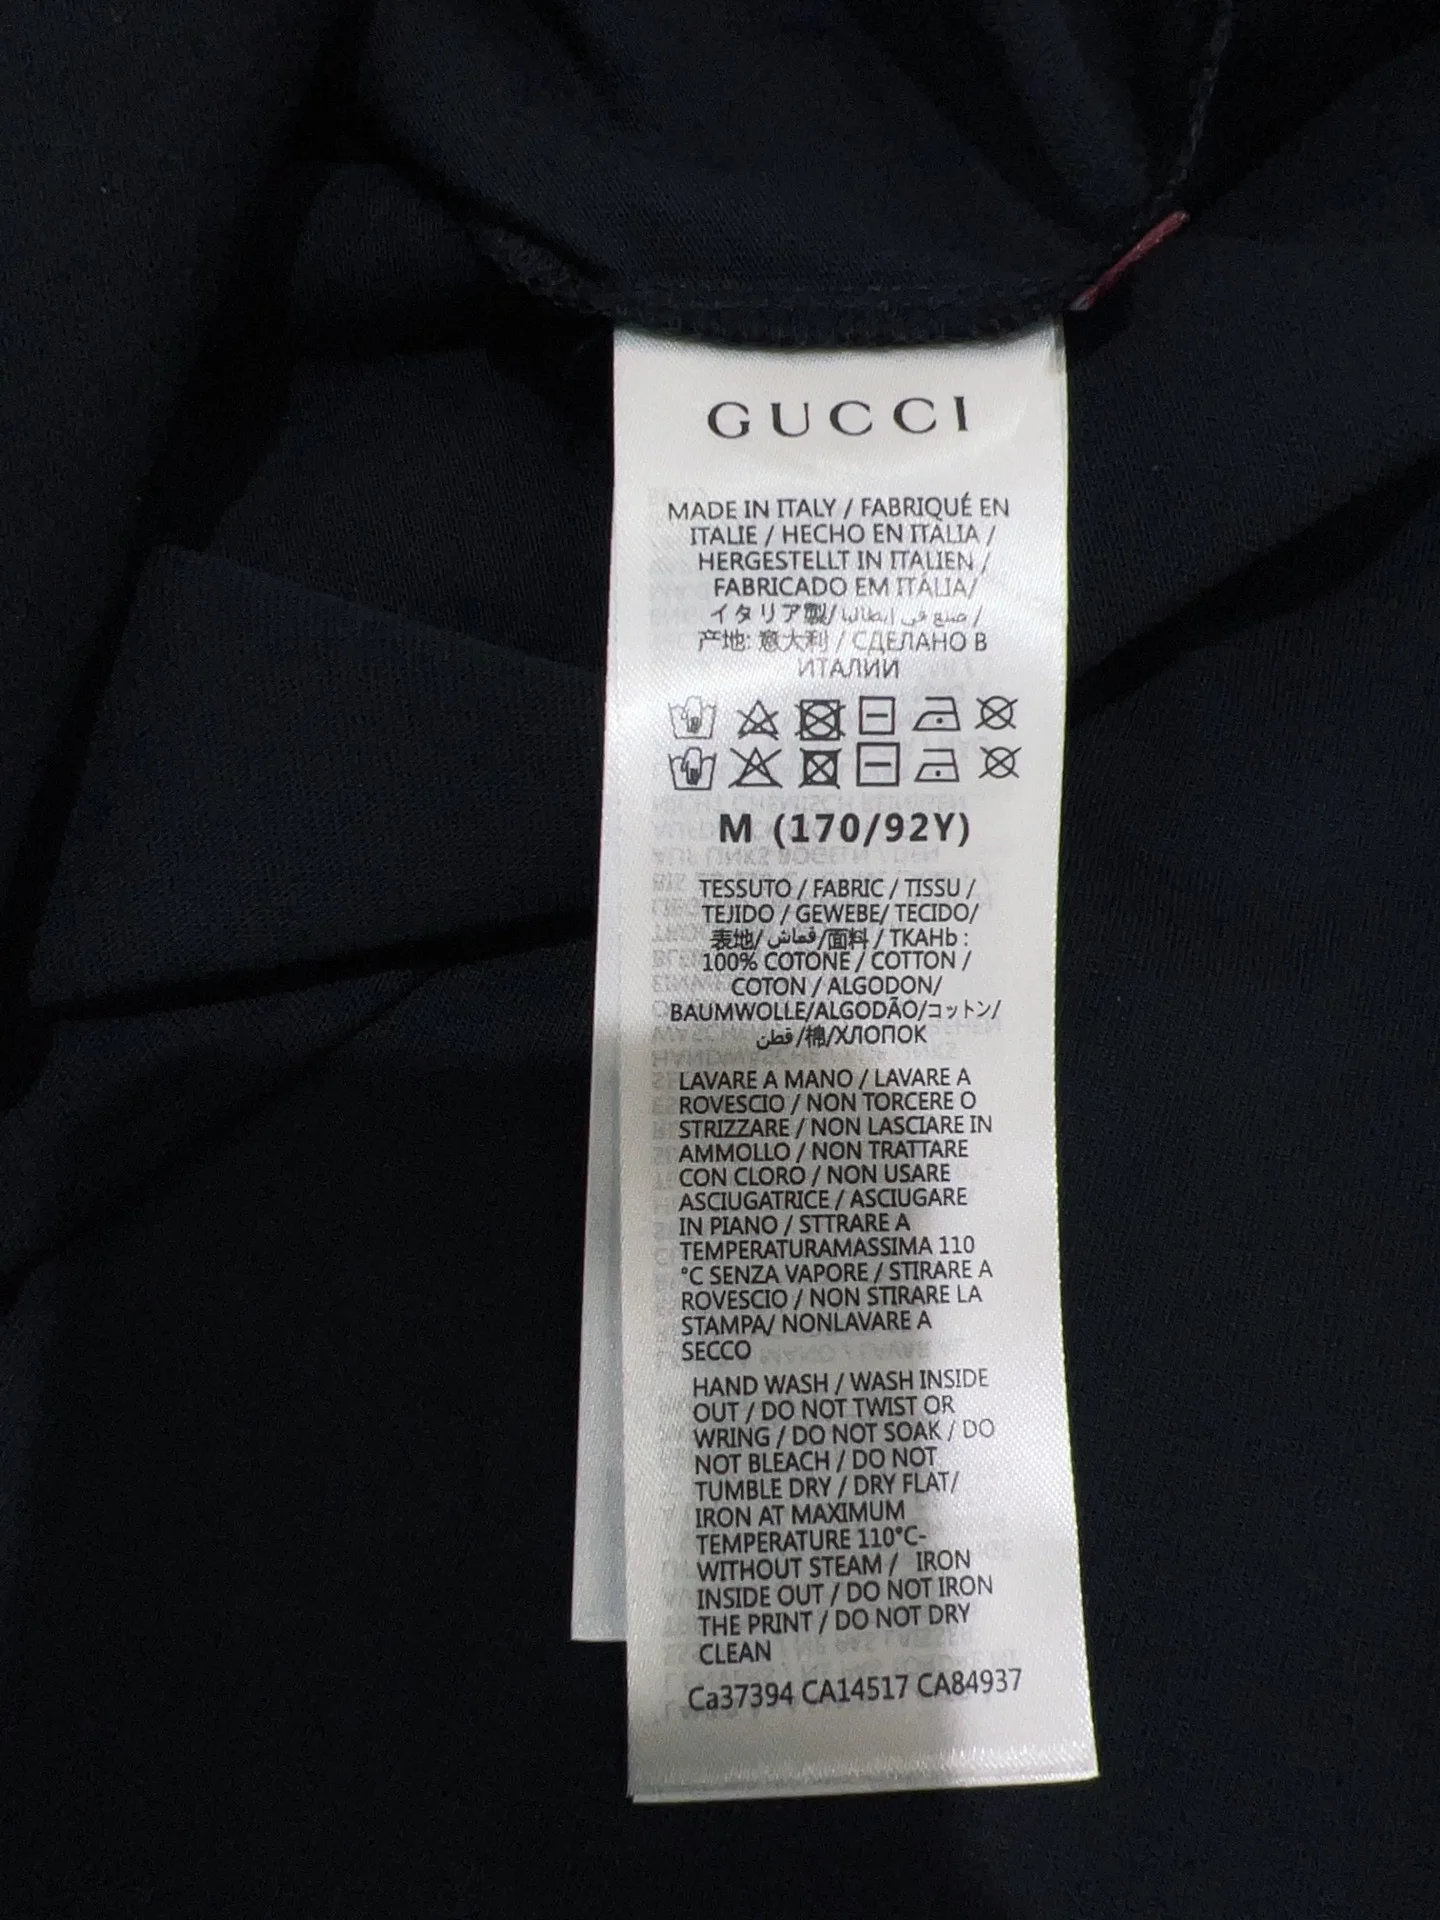 GUCCI
MADE IN ITALY / FABRIQUÉ EN
ITALIE / HECHO EN ITALIA /
HERGESTELLT IN ITALIEN /
FABRICADO EM ITÁLIA/
イタリア製/ صنع في إيطاليا /
产地: 意大利 / СДЕЛАНО В
ИТАЛИИ
M (170/92Y)
TESSUTO / FABRIC / TISSU /
TEJIDO / GEWEBE/ TECIDO/
表地/ قماش /面料 / TKAHb :
100% COTONE / COTTON /
COTON / ALGODON/
BAUMWOLLE/ALGODÃO/コットン/
قطن /棉/ХЛОПОК
LAVARE A MANO / LAVARE A
ROVESCIO / NON TORCERE O
STRIZZARE / NON LASCIARE IN
AMMOLLO / NON TRATTARE
CON CLORO / NON USARE
ASCIUGATRICE / ASCIUGARE
IN PIANO / STTRARE A
TEMPERATURAMASSIMA 110
°C SENZA VAPORE / STIRARE A
ROVESCIO / NON STIRARE LA
STAMPA/ NONLAVARE A
SECCO
HAND WASH / WASH INSIDE
OUT / DO NOT TWIST OR
WRING / DO NOT SOAK / DO
NOT BLEACH / DO NOT
TUMBLE DRY / DRY FLAT/
IRON AT MAXIMUM
TEMPERATURE 110°C-
WITHOUT STEAM / IRON
INSIDE OUT / DO NOT IRON
THE PRINT / DO NOT DRY
CLEAN
Ca37394 CA14517 CA84937